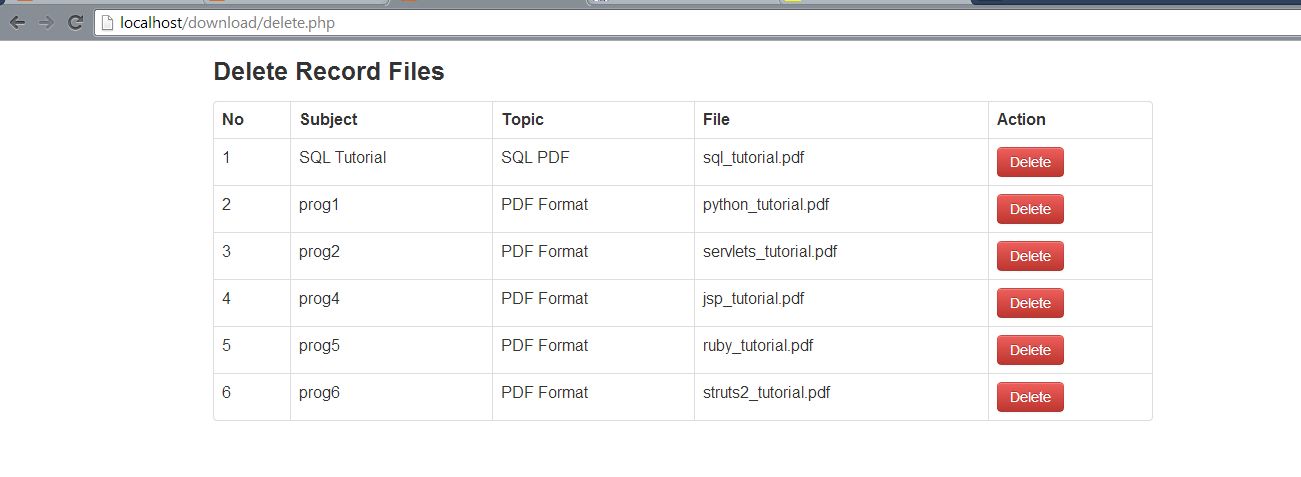 localhost/download/delete.php
Delete Record Files
No Subject Topic File Action
1 SQL Tutorial SQL PDF sql_tutorial.pdf Delete
2 prog1 PDF Format python_tutorial.pdf Delete
3 prog2 PDF Format servlets_tutorial.pdf Delete
4 prog4 PDF Format jsp_tutorial.pdf Delete
5 prog5 PDF Format ruby_tutorial.pdf Delete
6 prog6 PDF Format struts2_tutorial.pdf Delete